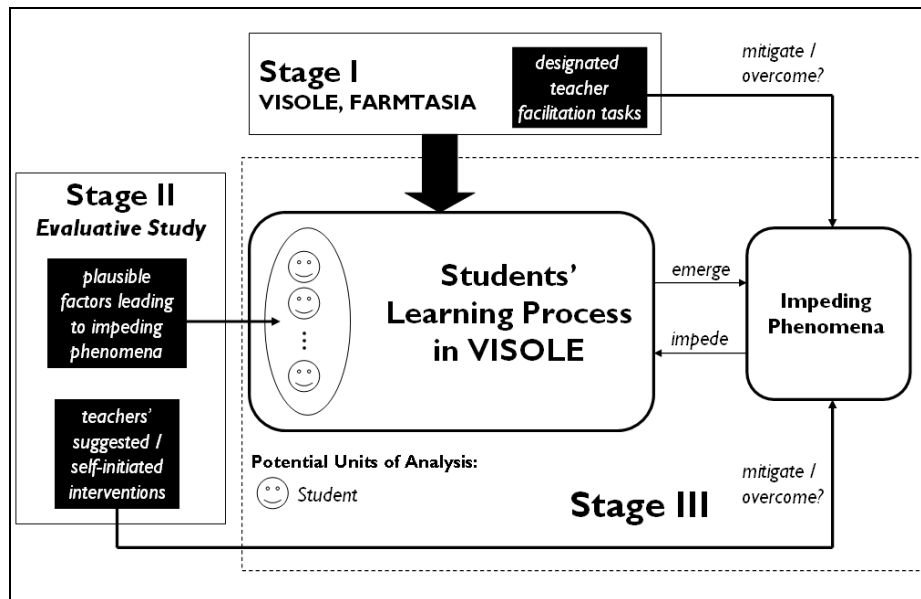 Stage I
VISOLE, FARMTASIA
designated
teacher
facilitation tasks
mitigate /
overcome?
Stage II
Evaluative Study
plausible
factors leading
to impeding
phenomena
teachers’
suggested /
self-initiated
interventions
Students’
Learning Process
in VISOLE
emerge
impede
Impeding
Phenomena
Potential Units of Analysis:
Student
Stage III
mitigate /
overcome?